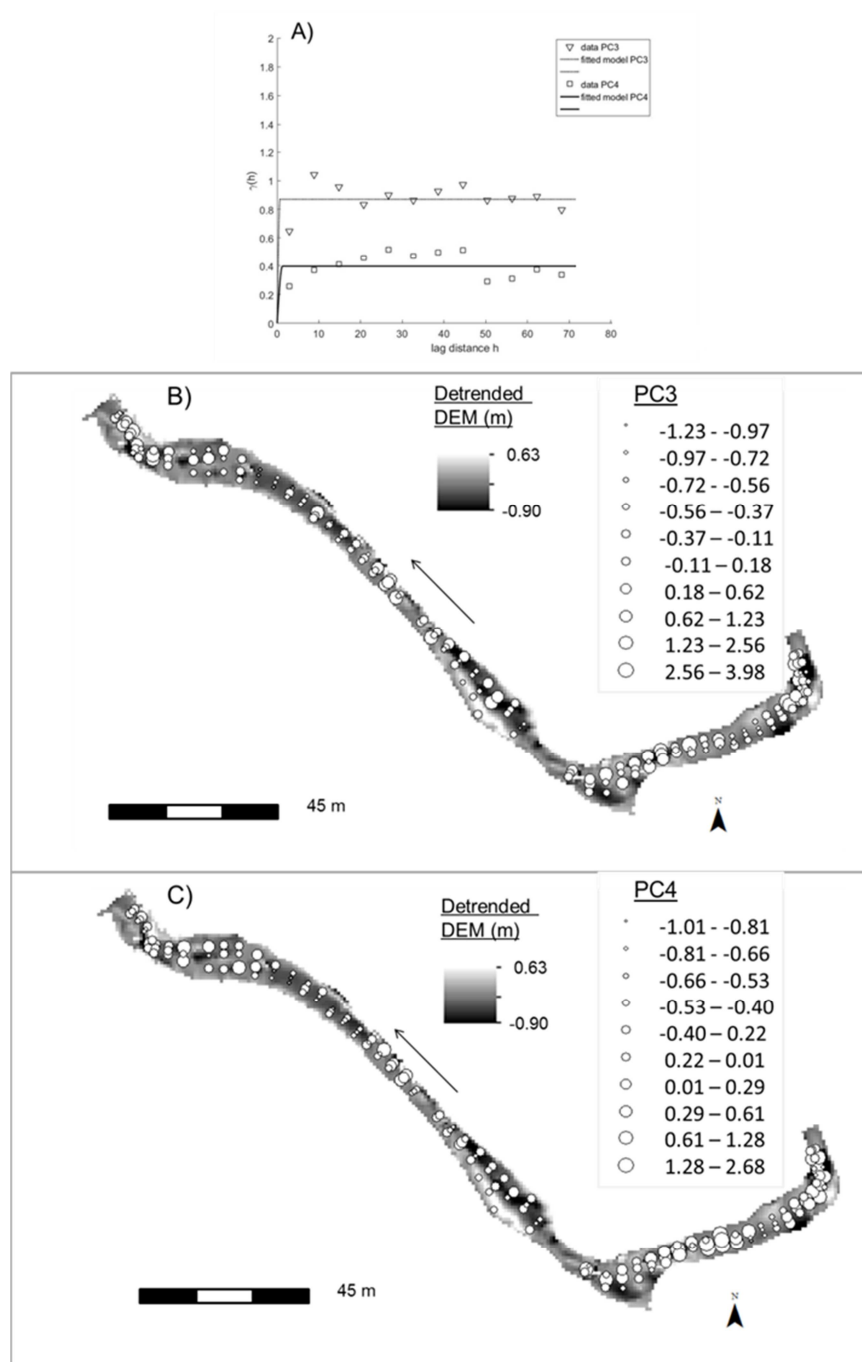 A)
2
1.8
1.6
1.4
1.2
1
0.8
0.6
0.4
0.2
0
γ(h)
0 10 20 30 40 50 60 70 80
lag distance h
data PC3
fitted model PC3
data PC4
fitted model PC4
B)
Detrended
DEM (m)
0.63
-0.90
PC3
-1.23 - -0.97
-0.97 - -0.72
-0.72 - -0.56
-0.56 – -0.37
-0.37 – -0.11
-0.11 – 0.18
0.18 – 0.62
0.62 – 1.23
1.23 – 2.56
2.56 – 3.98
45 m
N
C)
Detrended
DEM (m)
0.63
-0.90
PC4
-1.01 - -0.81
-0.81 - -0.66
-0.66 - -0.53
-0.53 – -0.40
-0.40 – 0.22
0.22 – 0.01
0.01 – 0.29
0.29 – 0.61
0.61 – 1.28
1.28 – 2.68
45 m
N